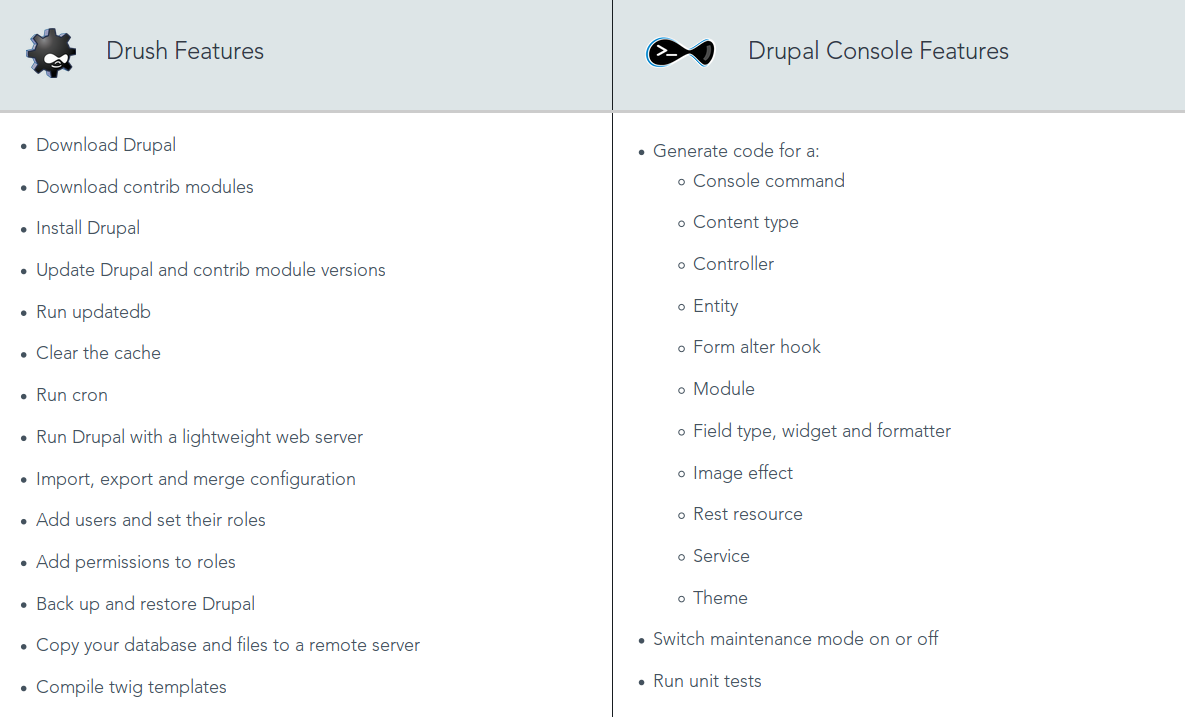 Drush Features
Download Drupal
Download contrib modules
Install Drupal
Update Drupal and contrib module versions
Run updatedb
Clear the cache
Run cron
Run Drupal with a lightweight web server
Import, export and merge configuration
Add users and set their roles
Add permissions to roles
Back up and restore Drupal
Copy your database and files to a remote server
Compile twig templates
>_
Drupal Console Features
Generate code for a:
Console command
Content type
Controller
Entity
Form alter hook
Module
Field type, widget and formatter
Image effect
Rest resource
Service
Theme
Switch maintenance mode on or off
Run unit tests